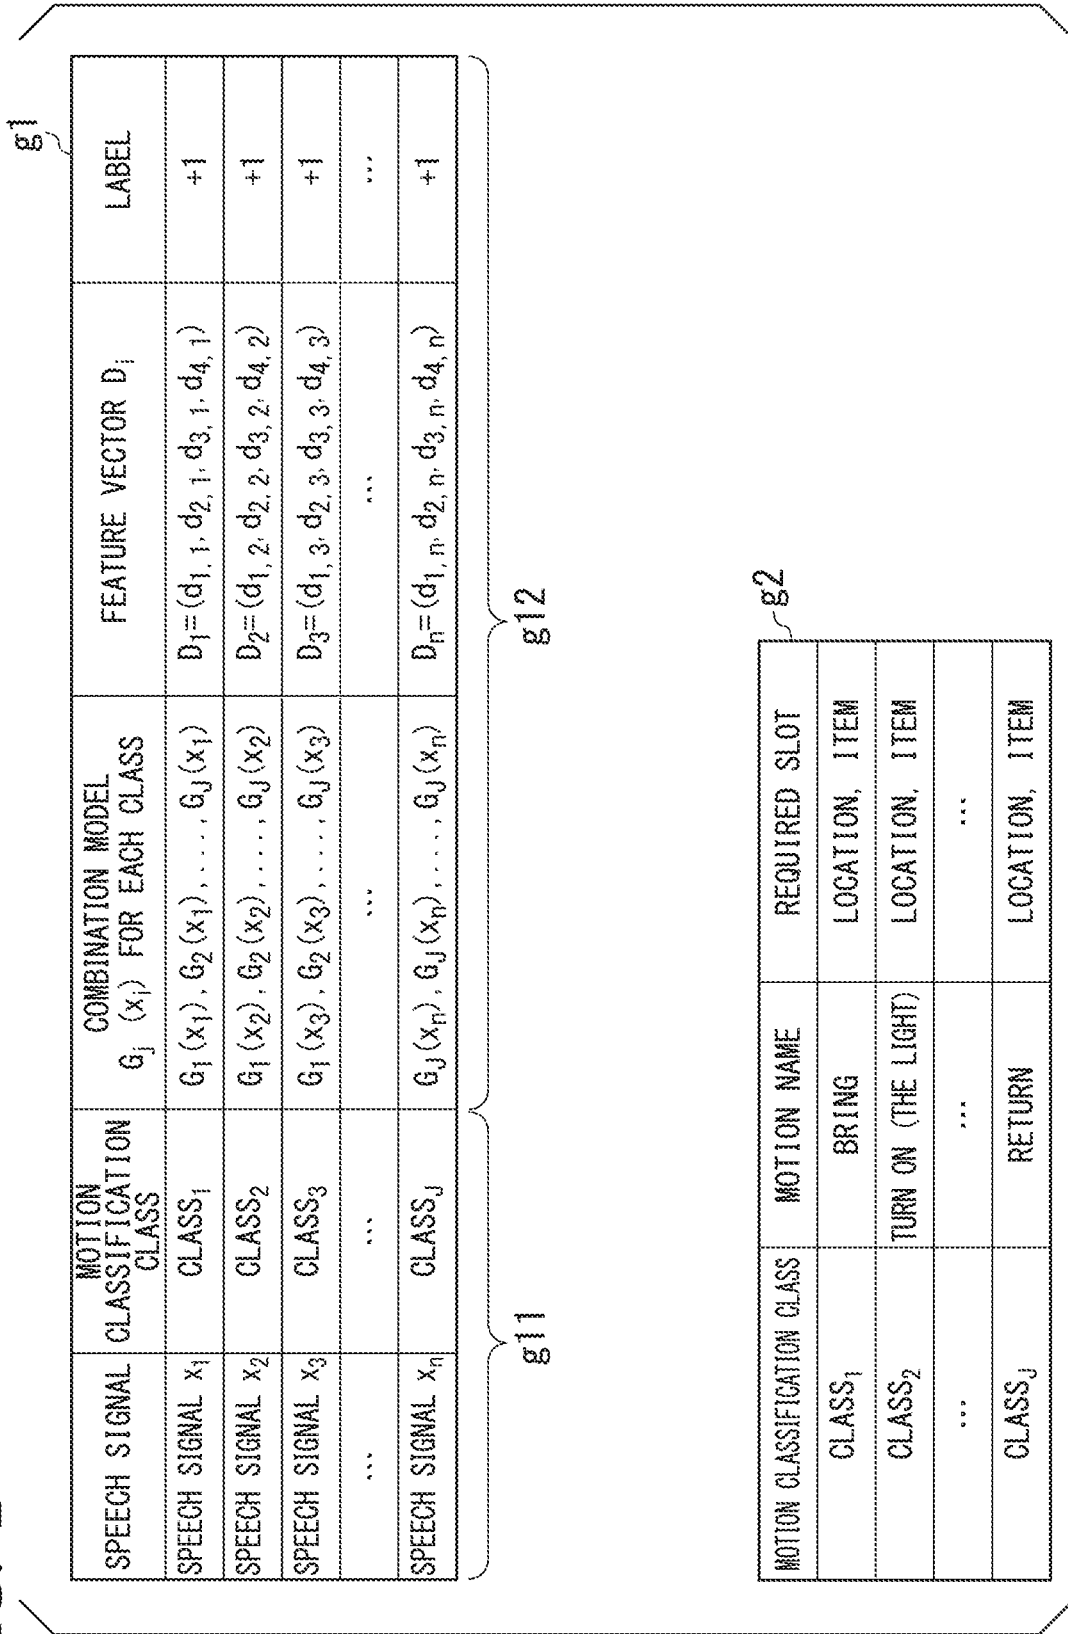 g1
SPEECH SIGNAL | MOTION CLASSIFICATION CLASS | COMBINATION MODEL Gj (xi) FOR EACH CLASS | FEATURE VECTOR Di | LABEL
SPEECH SIGNAL x1 | CLASS1 | G1(x1), G2(x1), ..., GJ(x1) | D1=(d1, 1, d2, 1, d3, 1, d4, 1) | +1
SPEECH SIGNAL x2 | CLASS2 | G1(x2), G2(x2), ..., GJ(x2) | D2=(d1, 2, d2, 2, d3, 2, d4, 2) | +1
SPEECH SIGNAL x3 | CLASS3 | G1(x3), G2(x3), ..., GJ(x3) | D3=(d1, 3, d2, 3, d3, 3, d4, 3) | +1
... | ... | ... | ... | ...
SPEECH SIGNAL xn | CLASSJ | GJ(xn), GJ(xn), ..., GJ(xn) | Dn=(d1, n, d2, n, d3, n, d4, n) | +1
g11
g12
g2
MOTION CLASSIFICATION CLASS | MOTION NAME | REQUIRED SLOT
CLASS1 | BRING | LOCATION, ITEM
CLASS2 | TURN ON (THE LIGHT) | LOCATION, ITEM
... | ... | ...
CLASSJ | RETURN | LOCATION, ITEM